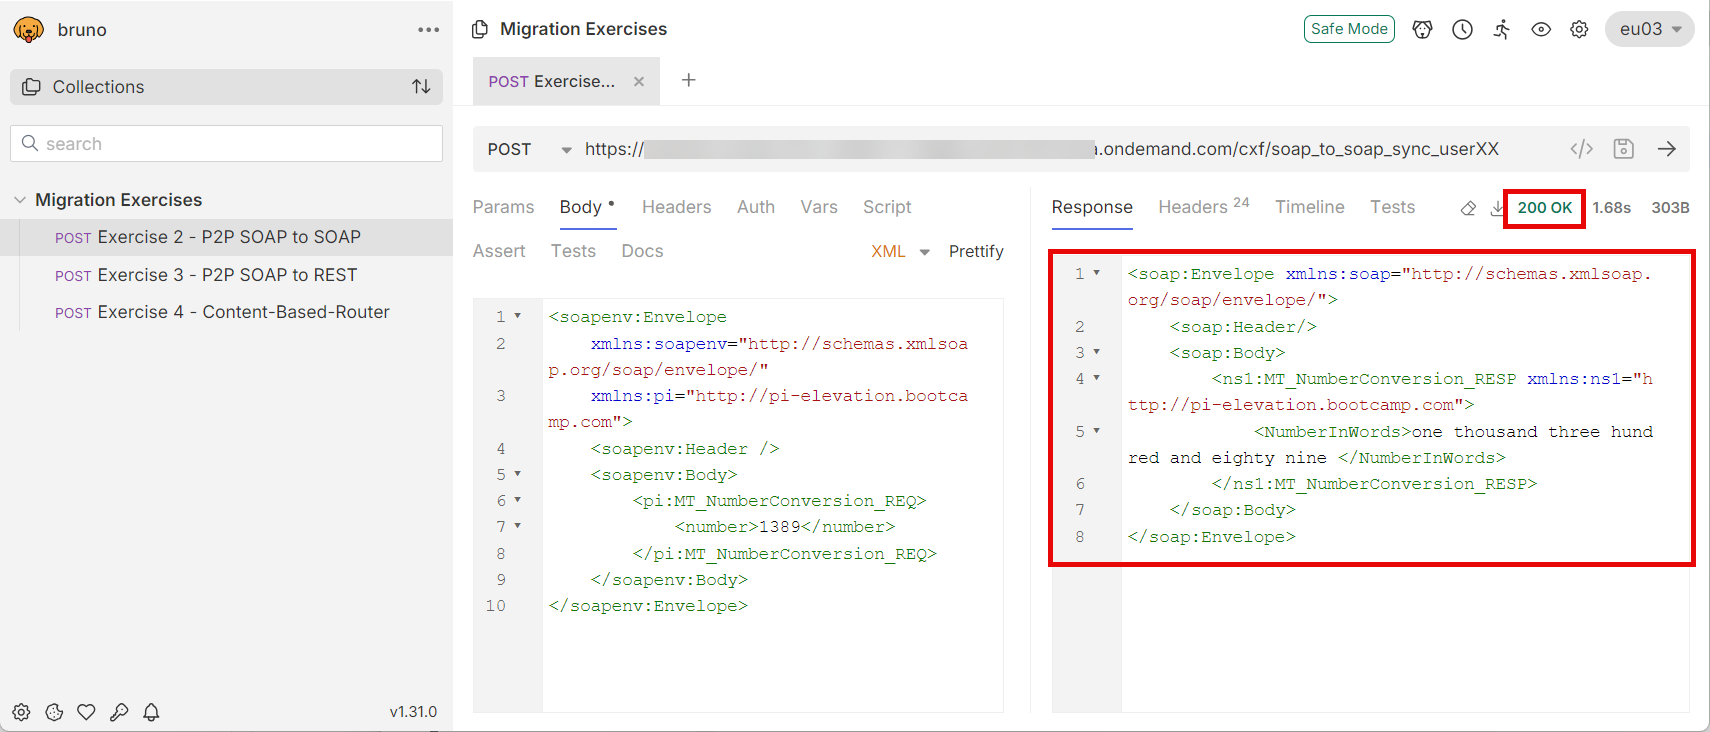 bruno
Collections
search
Migration Exercises
POST Exercise 2 - P2P SOAP to SOAP
POST Exercise 3 - P2P SOAP to REST
POST Exercise 4 - Content-Based-Router
v1.31.0
Migration Exercises
Safe Mode
eu03
POST Exercise...
POST https:// .ondemand.com/cxf/soap_to_soap_sync_userXX
Params Body Headers Auth Vars Script
Assert Tests Docs XML Prettify
1 <soapenv:Envelope
2 xmlns:soapenv="http://schemas.xmlsoa
p.org/soap/envelope/"
3 xmlns:pi="http://pi-elevation.bootca
mp.com">
4 <soapenv:Header />
5 <soapenv:Body>
6 <pi:MT_NumberConversion_REQ>
7 <number>1389</number>
8 </pi:MT_NumberConversion_REQ>
9 </soapenv:Body>
10 </soapenv:Envelope>
Response Headers 24 Timeline Tests 200 OK 1.68s 303B
1 <soap:Envelope xmlns:soap="http://schemas.xmlsoap.
org/soap/envelope/">
2 <soap:Header/>
3 <soap:Body>
4 <ns1:MT_NumberConversion_RESP xmlns:ns1="h
ttp://pi-elevation.bootcamp.com">
5 <NumberInWords>one thousand three hund
red and eighty nine </NumberInWords>
6 </ns1:MT_NumberConversion_RESP>
7 </soap:Body>
8 </soap:Envelope>